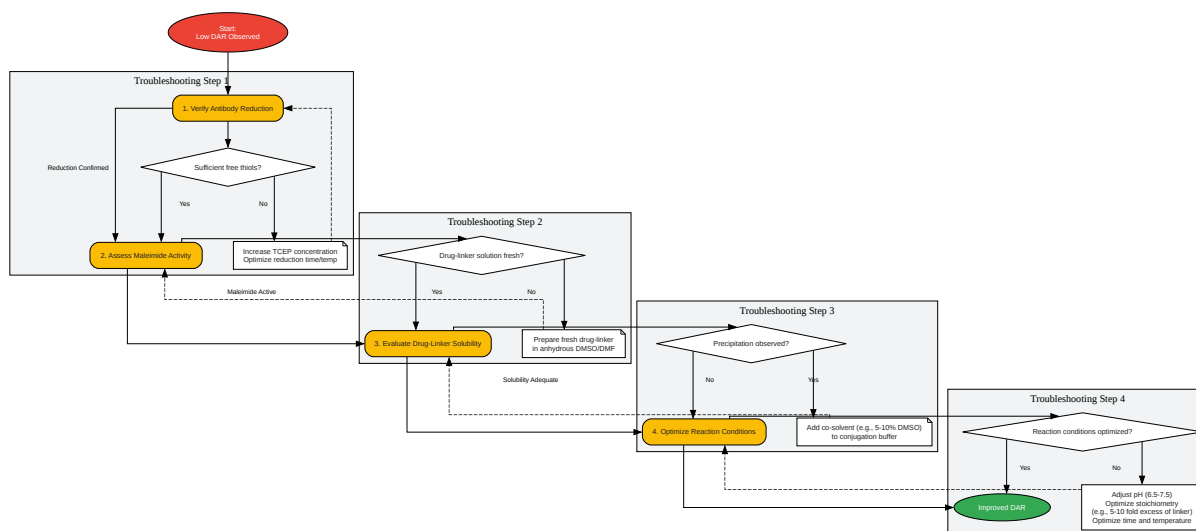 Start:
Low DAR Observed
Troubleshooting Step 1
1. Verify Antibody Reduction
Reduction Confirmed
Sufficient free thiols?
Yes
No
2. Assess Maleimide Activity
Increase TCEP concentration
Optimize reduction time/temp
Troubleshooting Step 2
Drug-linker solution fresh?
Maleimide Active
Yes
No
3. Evaluate Drug-Linker Solubility
Prepare fresh drug-linker
in anhydrous DMSO/DMF
Troubleshooting Step 3
Precipitation observed?
Solubility Adequate
No
Yes
4. Optimize Reaction Conditions
Add co-solvent (e.g., 5-10% DMSO)
to conjugation buffer
Troubleshooting Step 4
Reaction conditions optimized?
Yes
No
Improved DAR
Adjust pH (6.5-7.5)
Optimize stoichiometry
(e.g., 5-10 fold excess of linker)
Optimize time and temperature